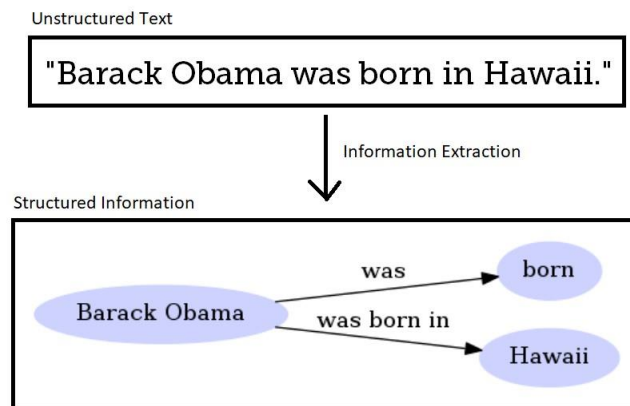 Unstructured Text
"Barack Obama was born in Hawaii."
Information Extraction
Structured Information
was
born
Barack Obama
was born in
Hawaii